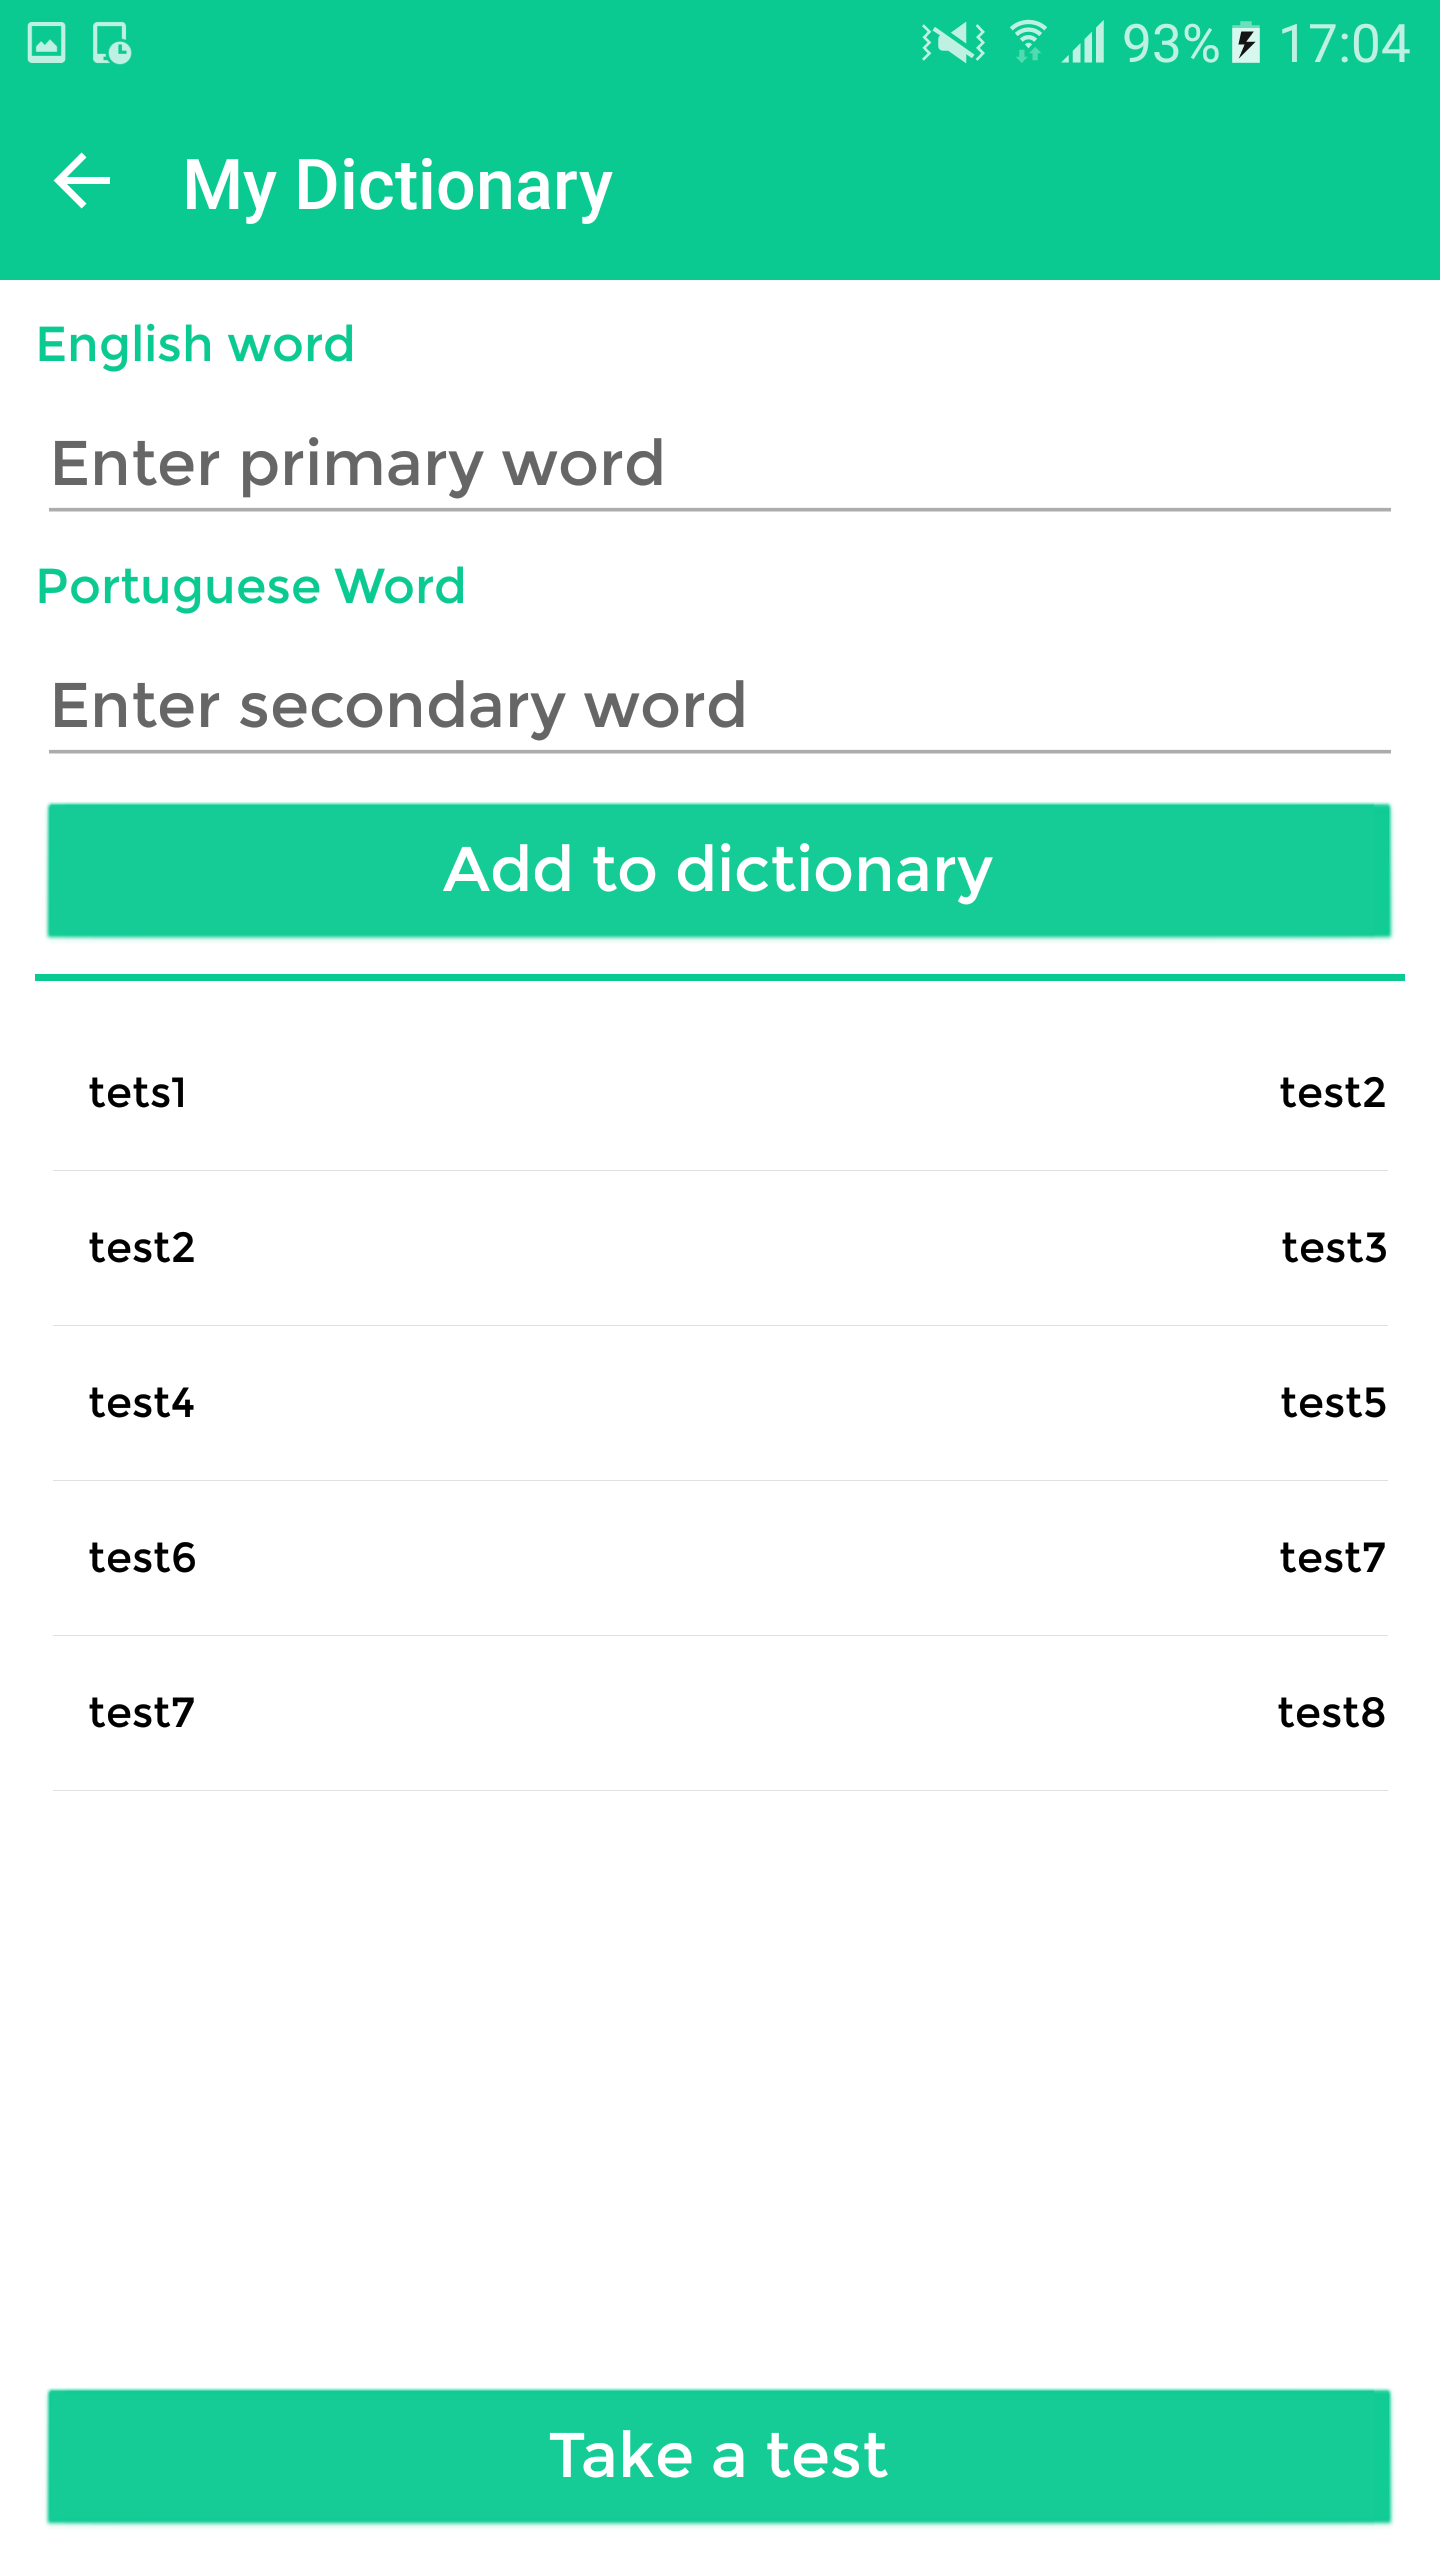 93% 17:04
My Dictionary
English word
Enter primary word
Portuguese Word
Enter secondary word
Add to dictionary
tets1 test2
test2 test3
test4 test5
test6 test7
test7 test8
Take a test